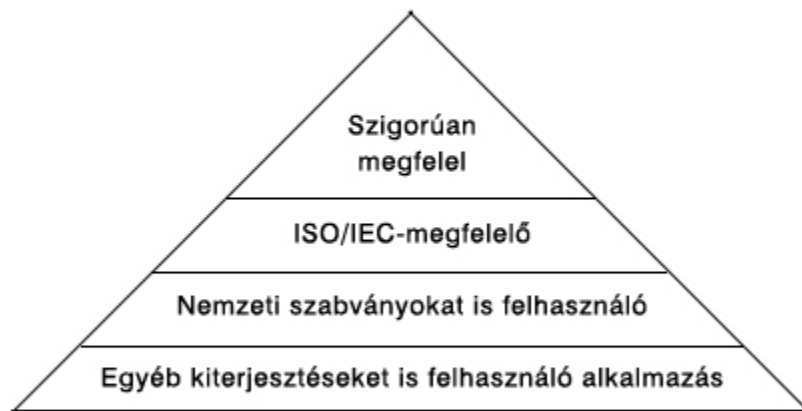 Szigorúan
megfelel
ISO/IEC-megfelelő
Nemzeti szabványokat is felhasználó
Egyéb kiterjesztéseket is felhasználó alkalmazás